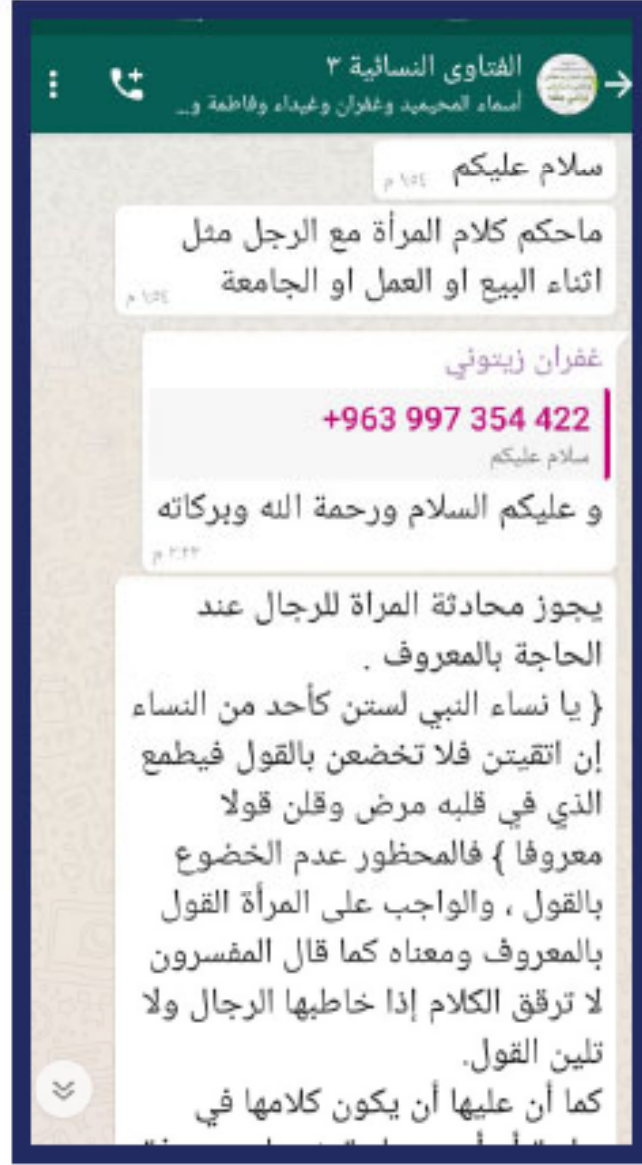 الفتاوى النسائية ٣
أسماء المحيميد وغفران وغيداء وفاطمة و...
سلام عليكم
ماحكم كلام المرأة مع الرجل مثل
اثناء البيع او العمل او الجامعة
غفران زيتوني
+963 997 354 422
سلام عليكم
و عليكم السلام ورحمة الله وبركاته
يجوز محادثة المراة للرجال عند
الحاجة بالمعروف .
{ يا نساء النبي لستن كأحد من النساء
إن اتقيتن فلا تخضعن بالقول فيطمع
الذي في قلبه مرض وقلن قولا
معروفا } فالمحظور عدم الخضوع
بالقول ، والواجب على المرأة القول
بالمعروف ومعناه كما قال المفسرون
لا ترقق الكلام إذا خاطبها الرجال ولا
تلين القول.
كما أن عليها أن يكون كلامها في